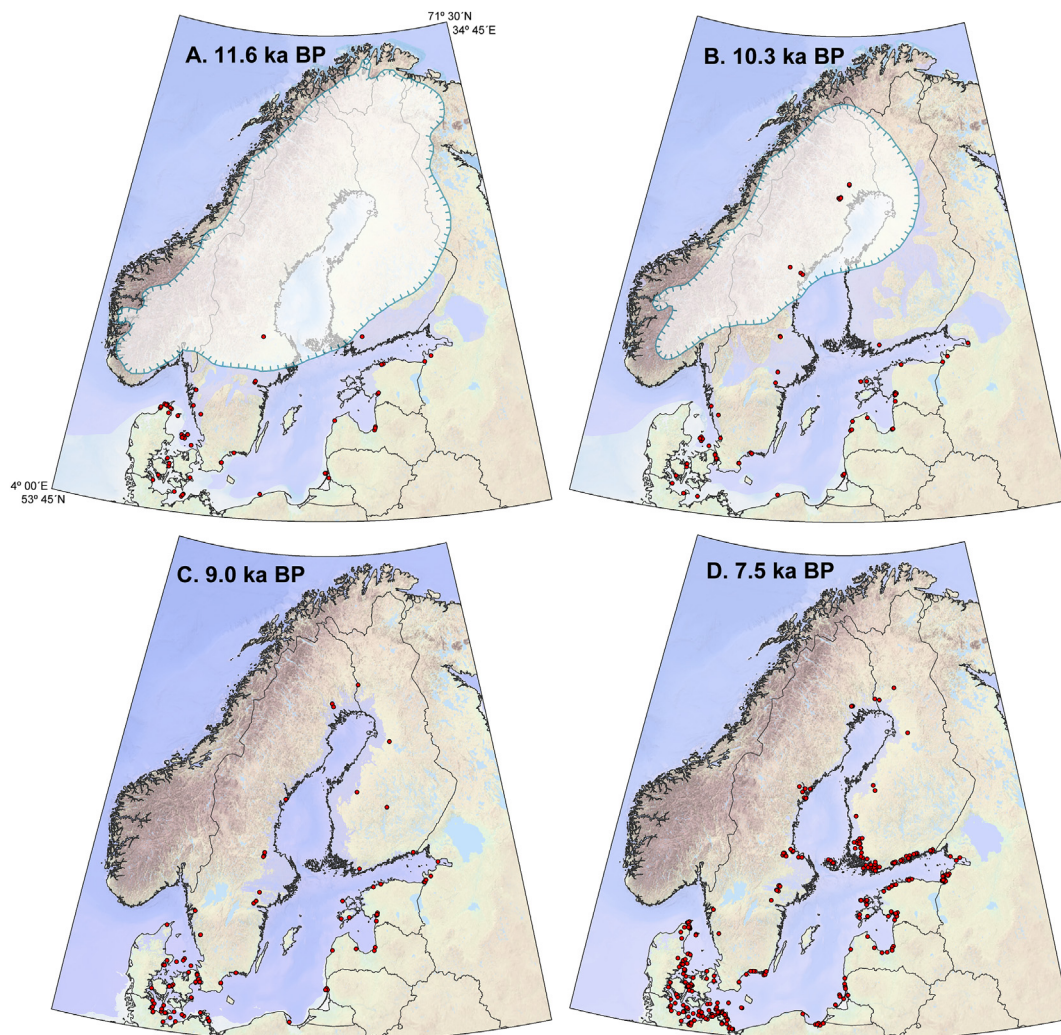 71º 30´N
34º 45´E
A. 11.6 ka BP
B. 10.3 ka BP
4º 00´E
53º 45´N
C. 9.0 ka BP
D. 7.5 ka BP